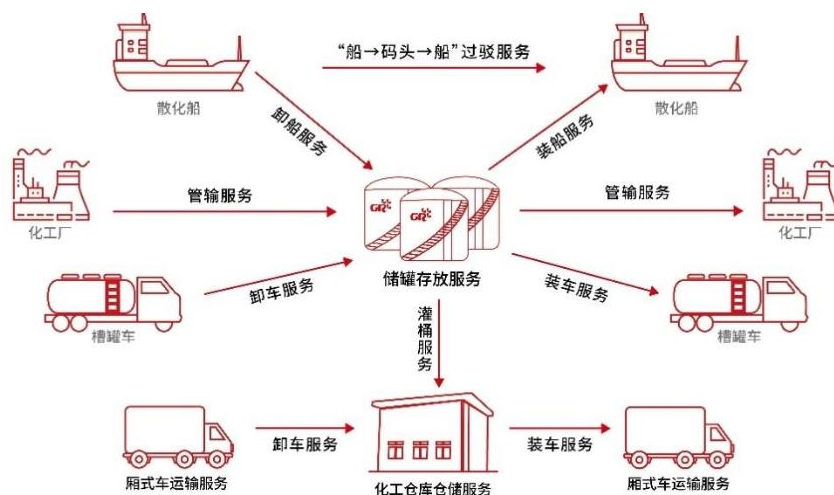 “船→码头→船”过驳服务
散化船
散化船
卸船服务
装船服务
管输服务
管输服务
化工厂
化工厂
储罐存放服务
卸车服务
装车服务
槽罐车
槽罐车
灌桶服务
卸车服务
装车服务
厢式车运输服务
化工仓库仓储服务
厢式车运输服务